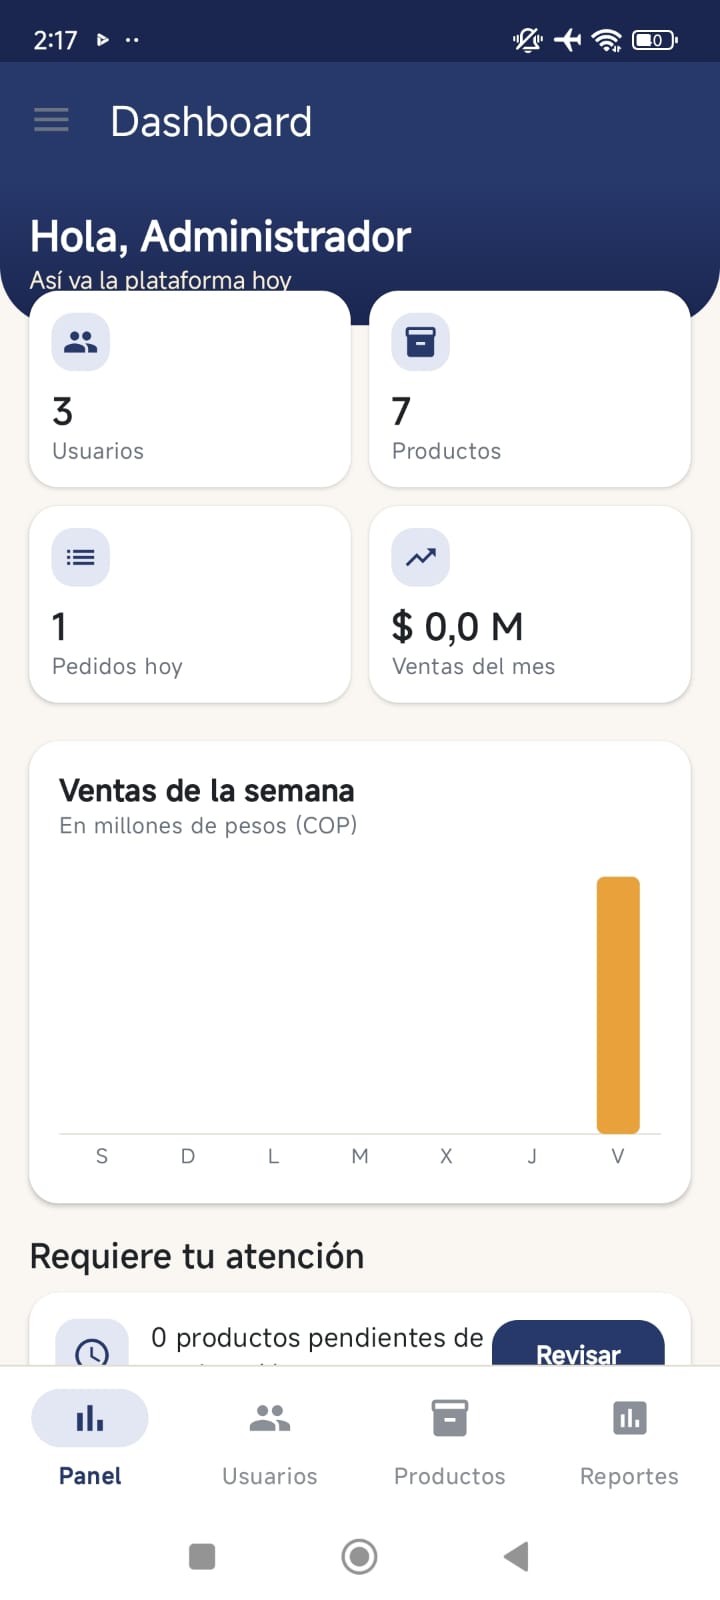 2:17
40
Dashboard
Hola, Administrador
Así va la plataforma hoy
3
Usuarios
7
Productos
1
Pedidos hoy
$ 0,0 M
Ventas del mes
Ventas de la semana
En millones de pesos (COP)
S D L M X J V
Requiere tu atención
0 productos pendientes de
Revisar
Panel Usuarios Productos Reportes